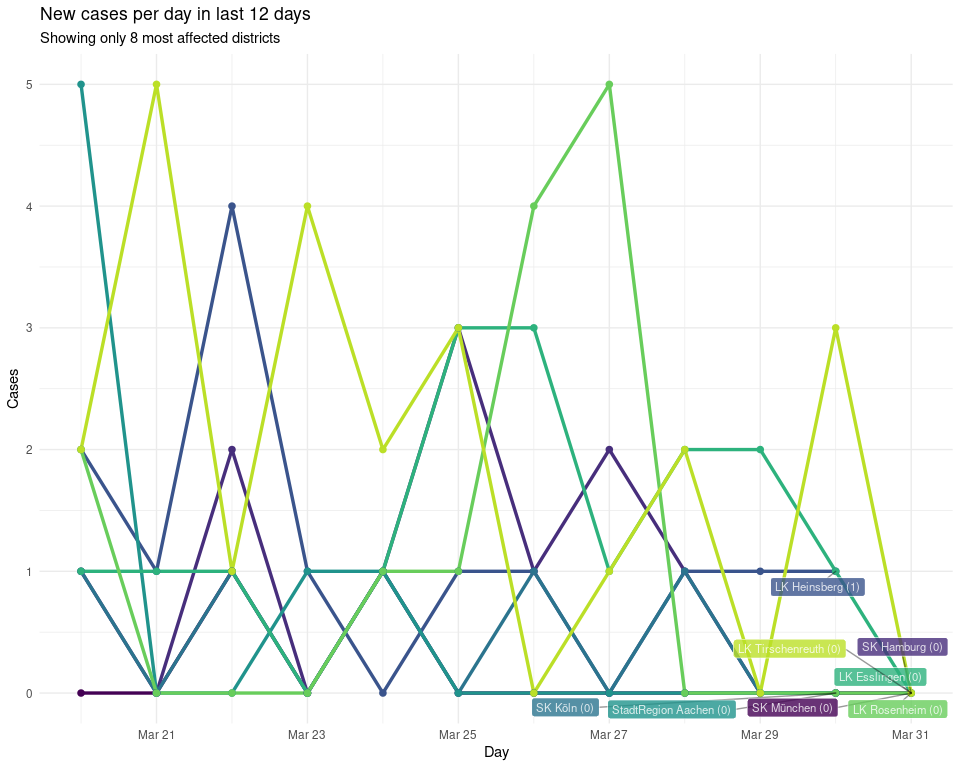 New cases per day in last 12 days
Showing only 8 most affected districts
5
4
3
2
1
0
Cases
LK Heinsberg (1)
LK Tirschenreuth (0)
SK Hamburg (0)
LK Esslingen (0)
SK Köln (0)
StadtRegion Aachen (0)
SK München (0)
LK Rosenheim (0)
Mar 21
Mar 23
Mar 25
Mar 27
Mar 29
Mar 31
Day